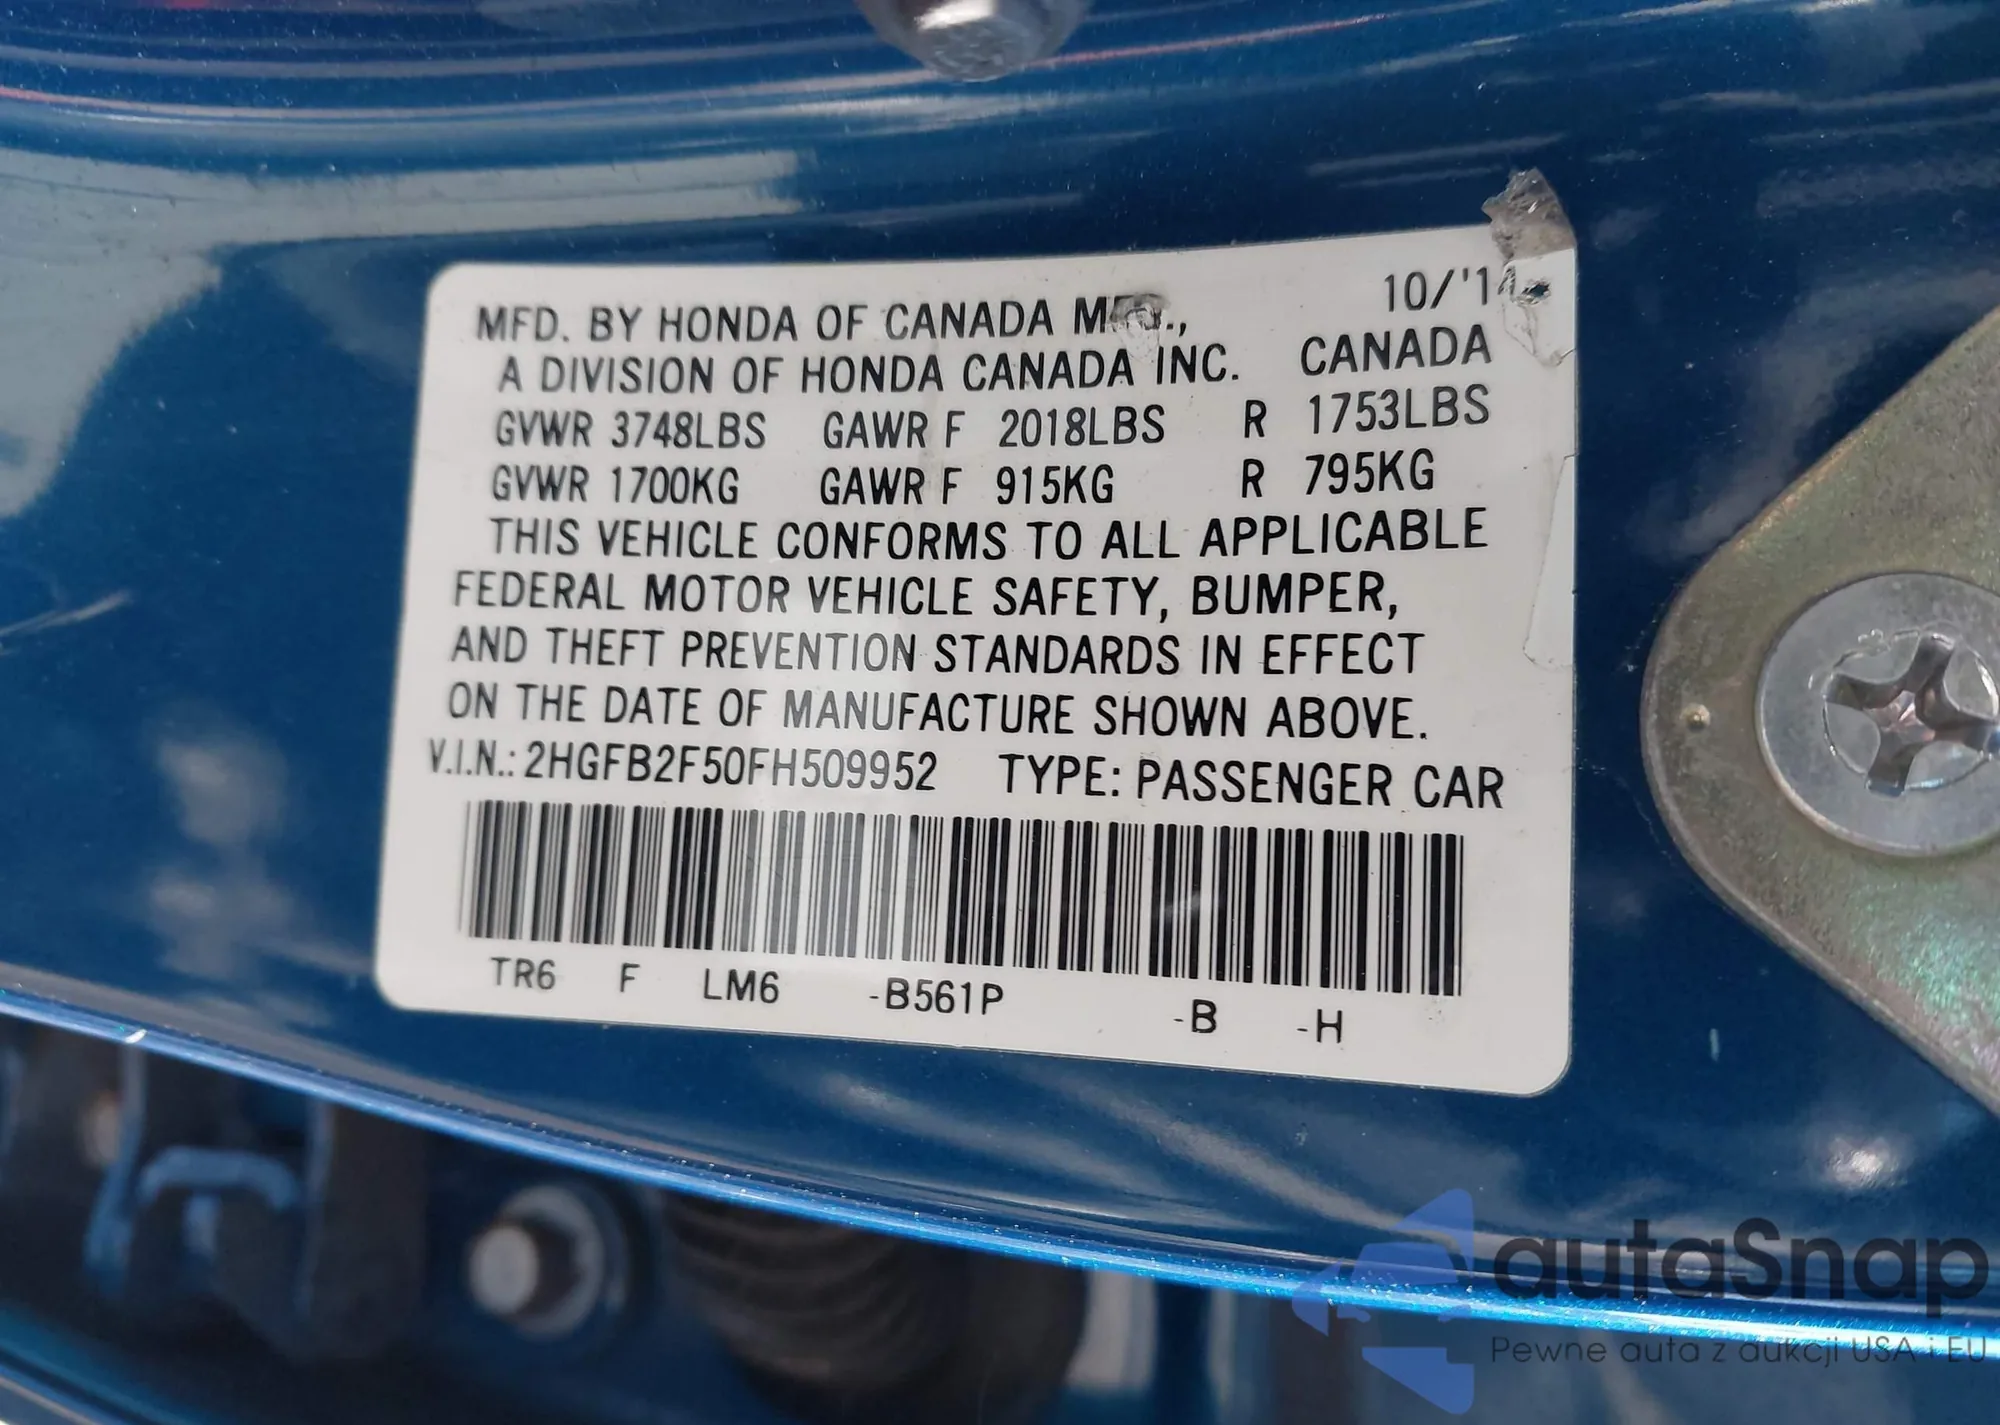 MFD. BY HONDA OF CANADA MFG., 10/'14
A DIVISION OF HONDA CANADA INC. CANADA
GVWR 3748LBS GAWR F 2018LBS R 1753LBS
GVWR 1700KG GAWR F 915KG R 795KG
THIS VEHICLE CONFORMS TO ALL APPLICABLE
FEDERAL MOTOR VEHICLE SAFETY, BUMPER,
AND THEFT PREVENTION STANDARDS IN EFFECT
ON THE DATE OF MANUFACTURE SHOWN ABOVE.
V.I.N.: 2HGFB2F50FH509952 TYPE: PASSENGER CAR
TR6 F LM6 -B561P -B -H
autaSnap
Pewne auta z aukcji USA i EU